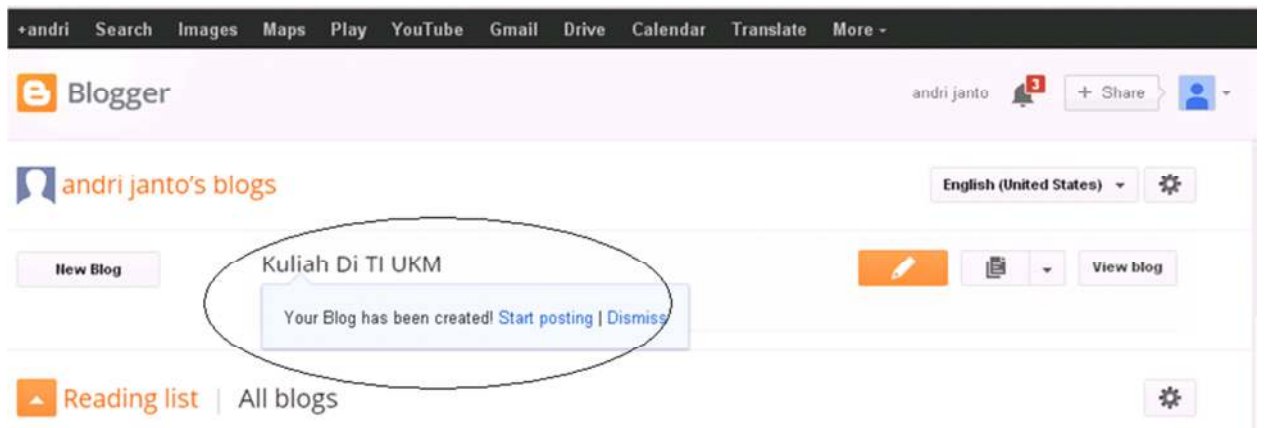 +andri Search Images Maps Play YouTube Gmail Drive Calendar Translate More
Blogger andri janto 3 + Share
andri janto's blogs English (United States)
New Blog Kuliah Di TI UKM View blog
Your Blog has been created! Start posting | Dismiss
Reading list | All blogs